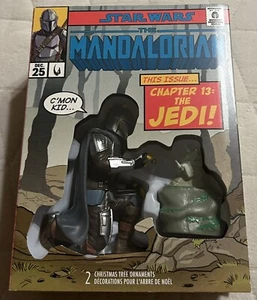 STAR WARS
THE
MANDALORIAN
DEC.
25
THIS ISSUE...
CHAPTER 13:
THE
JEDI!
C'MON
KID...
2 CHRISTMAS TREE ORNAMENTS
DÉCORATIONS POUR L'ARBRE DE NOËL